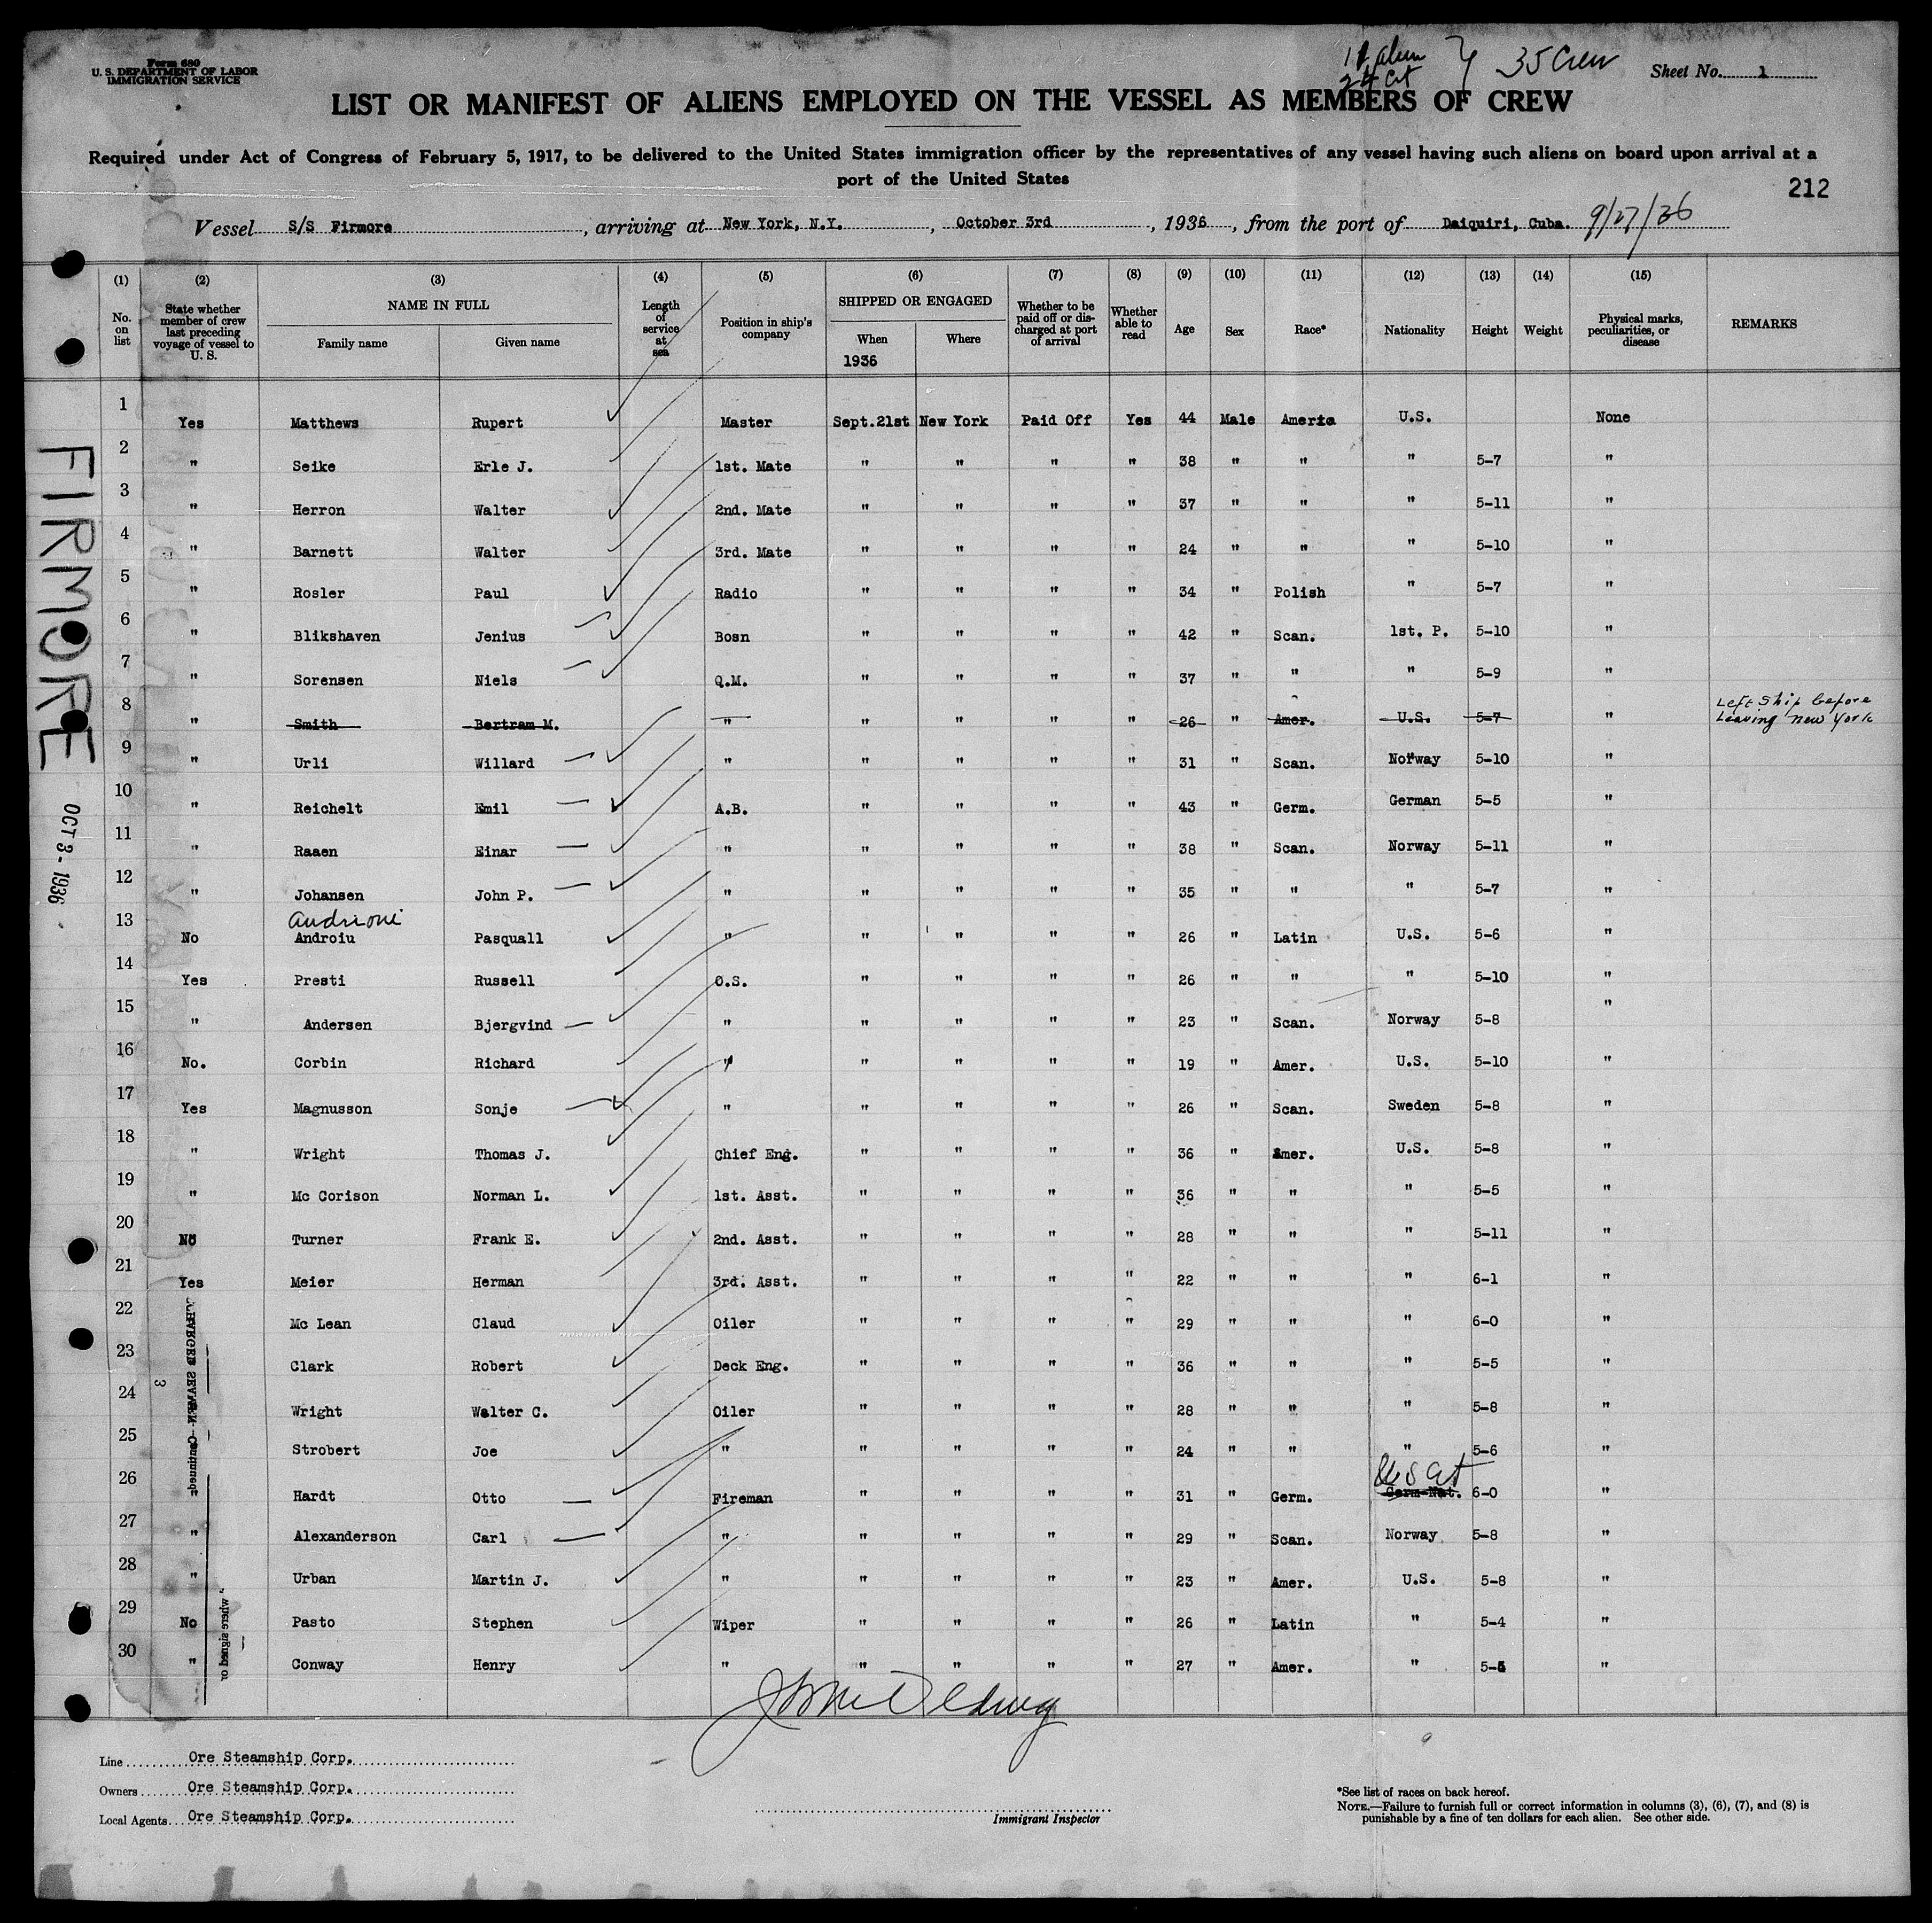 Form 680
U. S. DEPARTMENT OF LABOR
IMMIGRATION SERVICE
35 Crew
Sheet No. 1
LIST OR MANIFEST OF ALIENS EMPLOYED ON THE VESSEL AS MEMBERS OF CREW
Required under Act of Congress of February 5, 1917, to be delivered to the United States immigration officer by the representatives of any vessel having such aliens on board upon arrival at a
port of the United States
212
Vessel S/S Firmore, arriving at New York, N.Y., October 3rd, 1936, from the port of Daiquiri, Cuba. 9/27/36
(1) (2) (3) (4) (5) (6) (7) (8) (9) (10) (11) (12) (13) (14) (15)
No. on list
State whether member of crew last preceding voyage of vessel to U. S.
NAME IN FULL
Family name
Given name
Length of service at sea
Position in ship's company
SHIPPED OR ENGAGED
When
1936
Where
Whether to be paid off or discharged at port of arrival
Whether able to read
Age
Sex
Race*
Nationality
Height
Weight
Physical marks, peculiarities, or disease
REMARKS
1 Yes Matthews Rupert Master Sept.21st New York Paid Off Yes 44 MaleAmeria U.S. None
2 " Seike Erle J. 1st. Mate " " " " 38 " " " 5-7 "
3 " Herron Walter 2nd. Mate " " " " 37 " " " 5-11 "
4 " Barnett Walter 3rd. Mate " " " " 24 " " " 5-10 "
5 " Rosler Paul Radio " " " " 34 " Polish " 5-7 "
6 " Blikshaven Jenius Bosn " " " " 42 " Scan. 1st. P. 5-10 "
7 " Sorensen Niels Q.M. " " " " 37 " " " 5-9 "
8 " Smith Bertram M. " " " " " 26 " Amer. U.S. 5-7 " Left Ship before
Leaving New York
9 " Urli Willard " " " " " 31 " Scan. Norway 5-10 "
10 " Reichelt Emil A.B. " " " " 43 " Germ. German 5-5 "
11 " Raaen Einar " " " " " 38 " Scan. Norway 5-11 "
12 " Johansen John P. " " " " " 35 " " " 5-7 "
Andrioni
13 No Androiu Pasquall " " " " " 26 " Latin U.S. 5-6 "
14 Yes Presti Russell O.S. " " " " 26 " " " 5-10 "
15 " Andersen Bjergvind " " " " " 23 " Scan. Norway 5-8 "
16 No. Corbin Richard " " " " " 19 " Amer. U.S. 5-10 "
17 Yes Magnusson Sonje " " " " " 26 " Scan. Sweden 5-8 "
18 " Wright Thomas J. Chief Eng. " " " " 36 " Amer. U.S. 5-8 "
19 " Mc Corison Norman L. 1st. Asst. " " " " 36 " " " 5-5 "
20 No Turner Frank E. 2nd. Asst. " " " " 28 " " " 5-11 "
21 Yes Meier Herman 3rd. Asst. " " " " 22 " " " 6-1 "
22 Mc Lean Claud Oiler " " " " 29 " " " 6-0 "
23 Clark Robert Deck Eng. " " " " 36 " " " 5-5 "
24 Wright Walter C. Oiler " " " " 28 " " " 5-8 "
25 Strobert Joe " " " " " 24 " " " 5-6 "
26 " Hardt Otto Fireman " " " " 31 " Germ. Germ-Nat. 6-0 "
27 " Alexanderson Carl " " " " " 29 " Scan. Norway 5-8 "
28 " Urban Martin J. " " " " " 23 " Amer. U.S. 5-8 "
29 No Pasto Stephen Wiper " " " " 26 " Latin " 5-4 "
30 " Conway Henry " " " " " 27 " Amer. " 5-5 "
FIRMORE
OCT 3 - 1936
Line Ore Steamship Corp.
Owners Ore Steamship Corp.
Local Agents Ore Steamship Corp.
Immigrant Inspector
*See list of races on back hereof.
NOTE.—Failure to furnish full or correct information in columns (3), (6), (7), and (8) is
punishable by a fine of ten dollars for each alien. See other side.